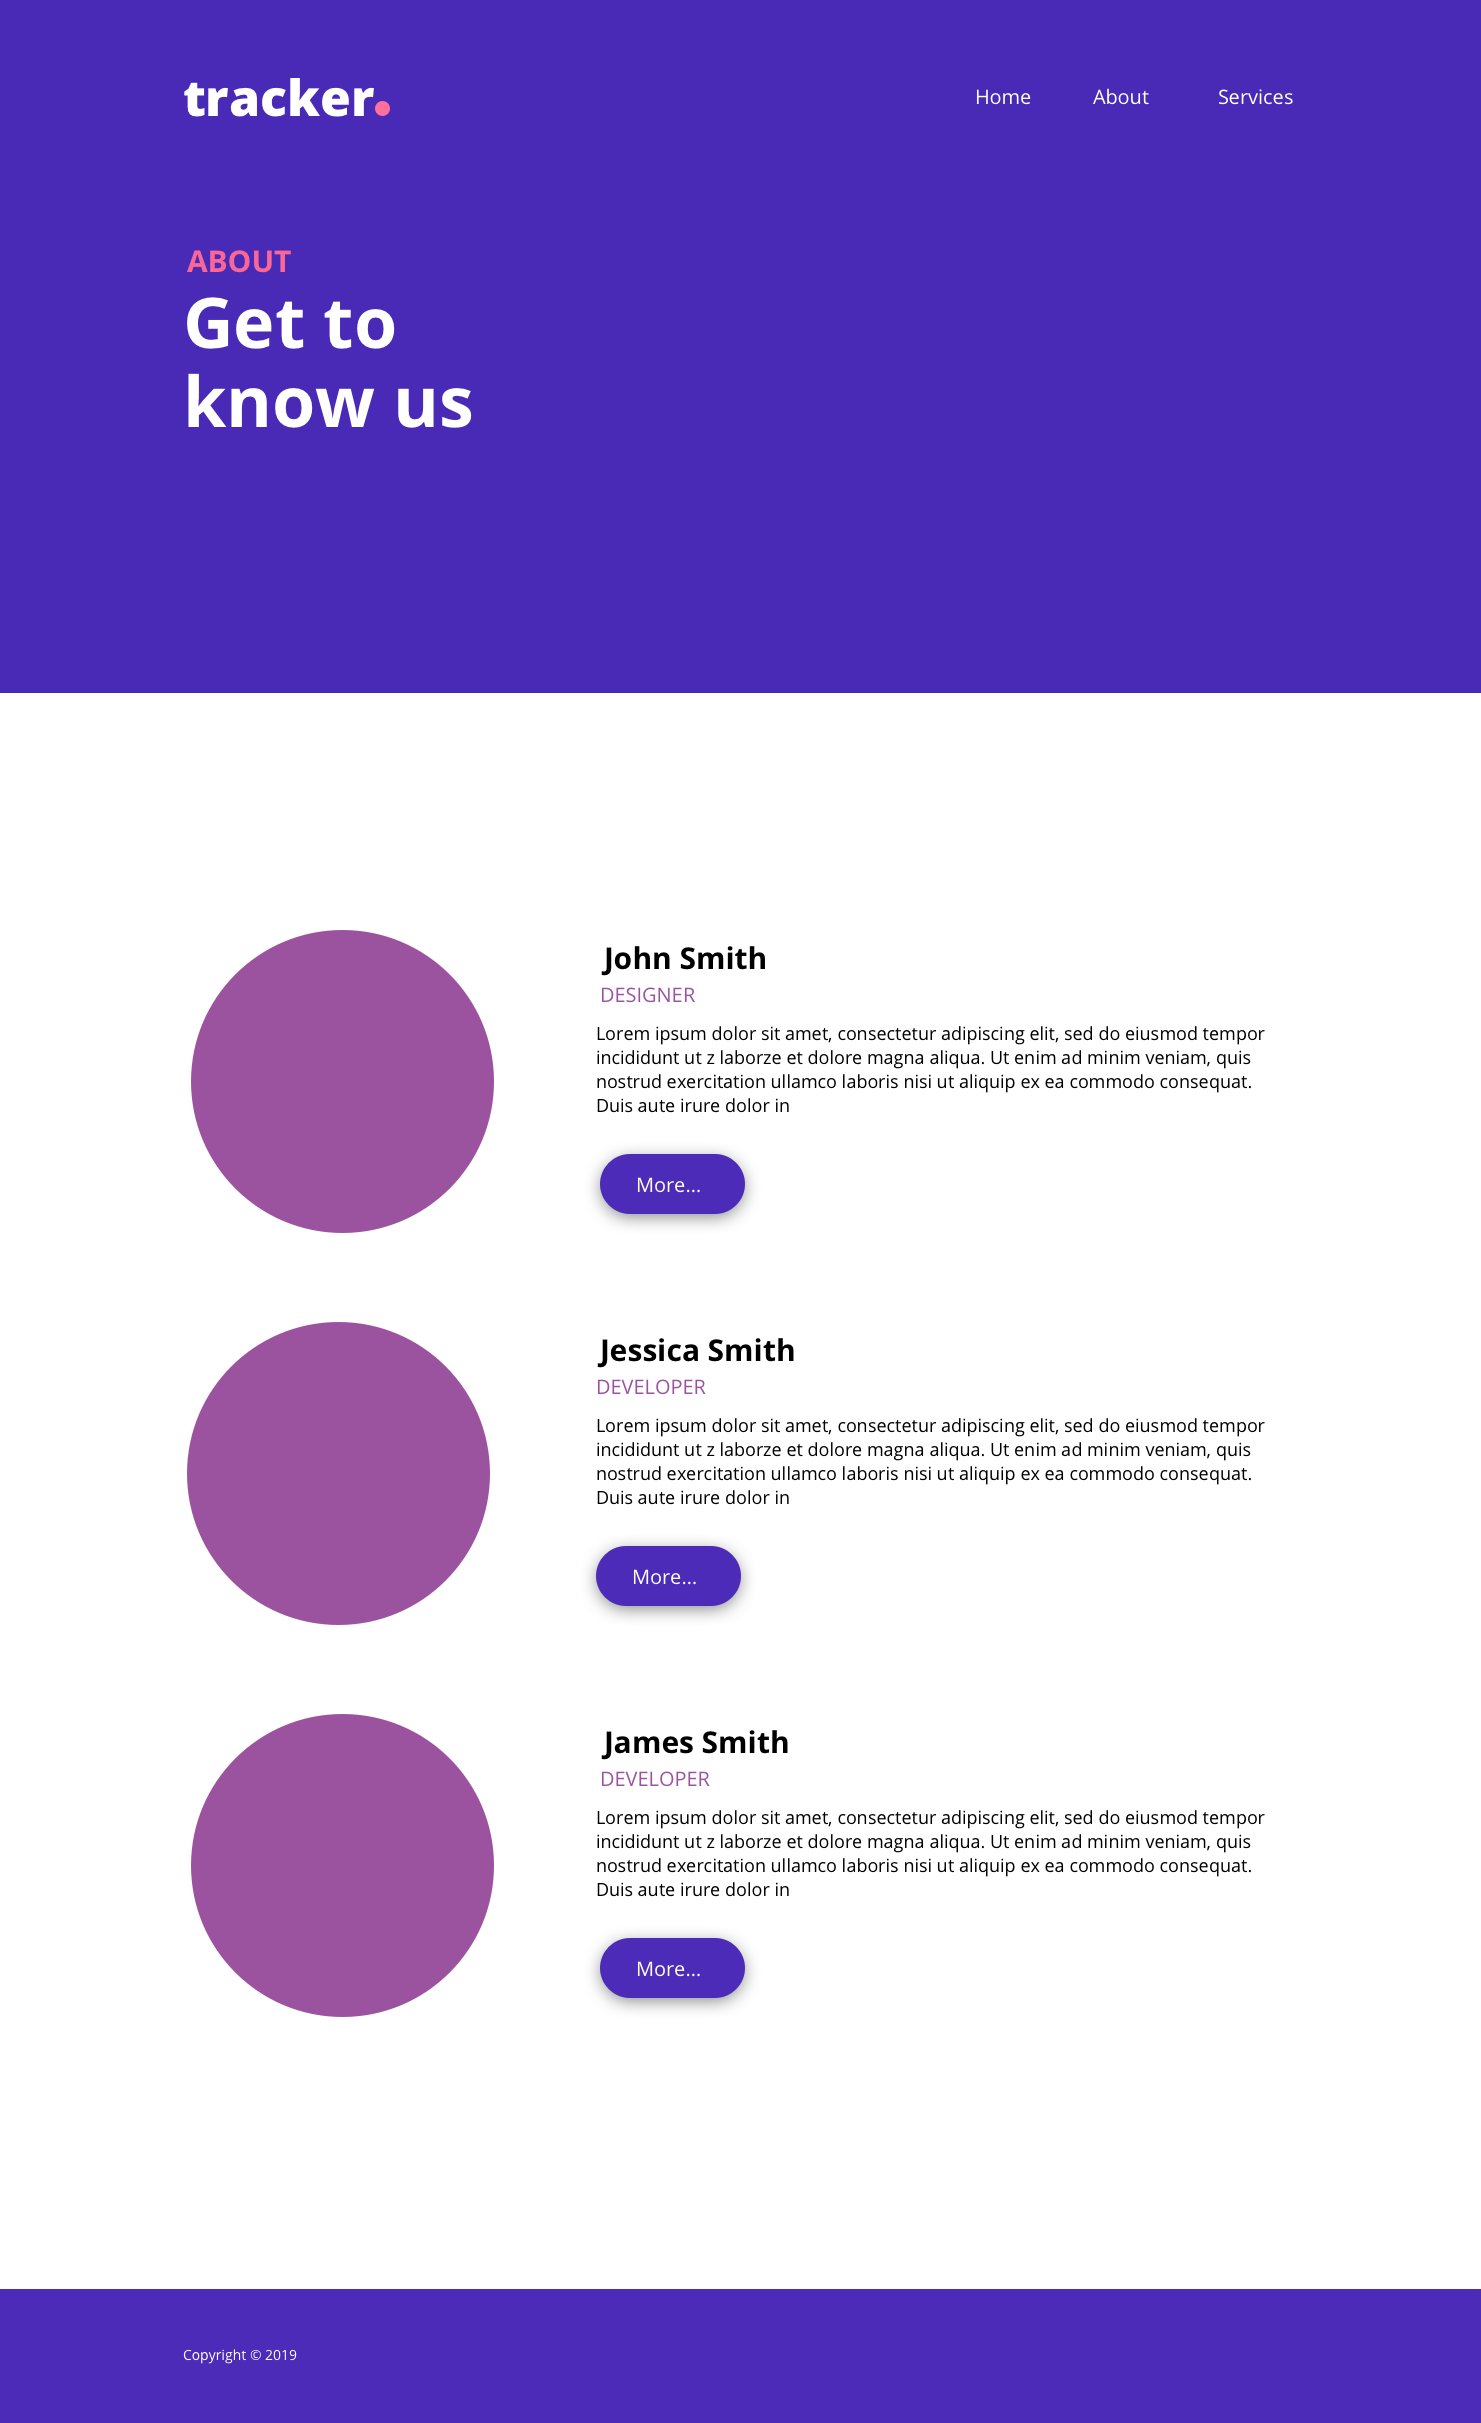 tracker.
Home About Services
ABOUT
Get to
know us
John Smith
DESIGNER
Lorem ipsum dolor sit amet, consectetur adipiscing elit, sed do eiusmod tempor
incididunt ut z laborze et dolore magna aliqua. Ut enim ad minim veniam, quis
nostrud exercitation ullamco laboris nisi ut aliquip ex ea commodo consequat.
Duis aute irure dolor in
More...
Jessica Smith
DEVELOPER
Lorem ipsum dolor sit amet, consectetur adipiscing elit, sed do eiusmod tempor
incididunt ut z laborze et dolore magna aliqua. Ut enim ad minim veniam, quis
nostrud exercitation ullamco laboris nisi ut aliquip ex ea commodo consequat.
Duis aute irure dolor in
More...
James Smith
DEVELOPER
Lorem ipsum dolor sit amet, consectetur adipiscing elit, sed do eiusmod tempor
incididunt ut z laborze et dolore magna aliqua. Ut enim ad minim veniam, quis
nostrud exercitation ullamco laboris nisi ut aliquip ex ea commodo consequat.
Duis aute irure dolor in
More...
Copyright © 2019